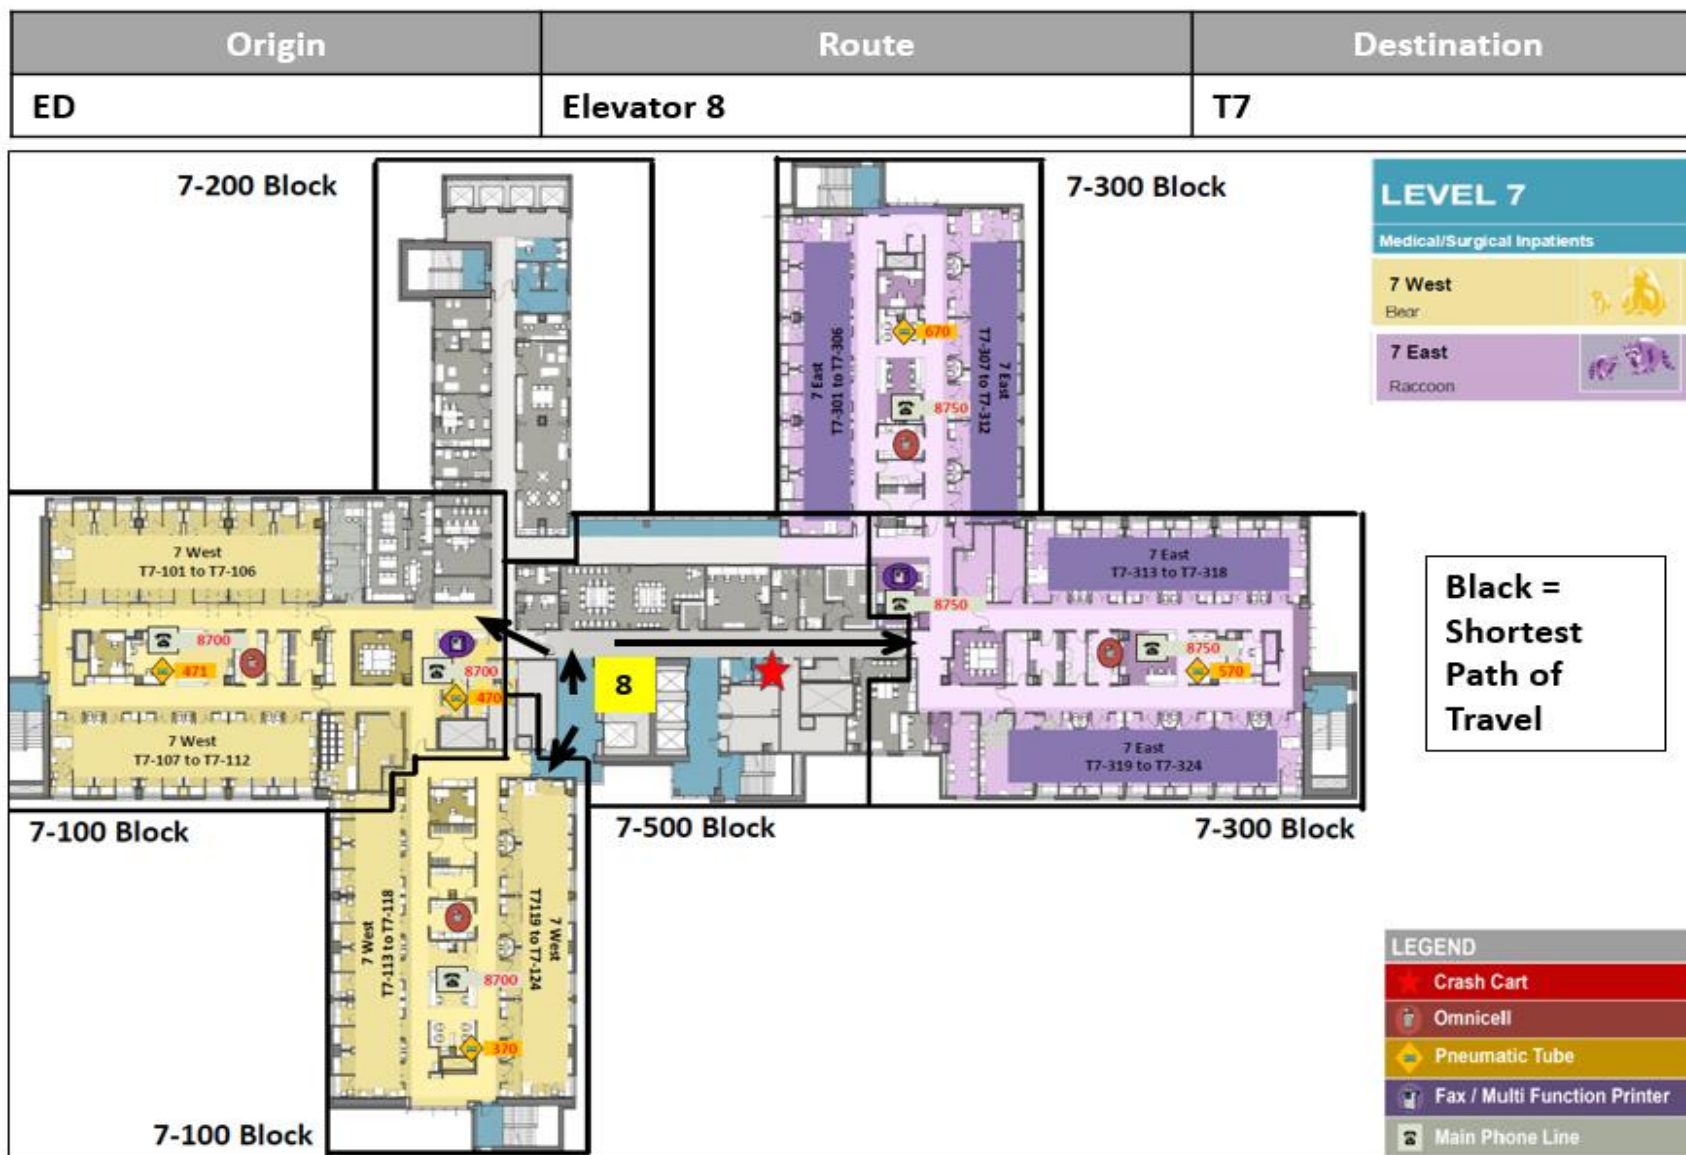 Origin
Route
Destination
ED
Elevator 8
T7
7-200 Block
7-300 Block
LEVEL 7
Medical/Surgical Inpatients
7 West
Bear
7 East
Raccoon
7 East
T7-301 to T7-306
7 East
T7-307 to T7-312
670
8750
7 West
T7-101 to T7-106
7 East
T7-313 to T7-318
8750
8700
471
8700
470
8
8750
570
Black =
Shortest
Path of
Travel
7 West
T7-107 to T7-112
7 East
T7-319 to T7-324
7-100 Block
7-500 Block
7-300 Block
7 West
T7-113 to T7-118
7 West
T7119 to T7-124
8700
370
7-100 Block
LEGEND
Crash Cart
Omnicell
Pneumatic Tube
Fax / Multi Function Printer
Main Phone Line